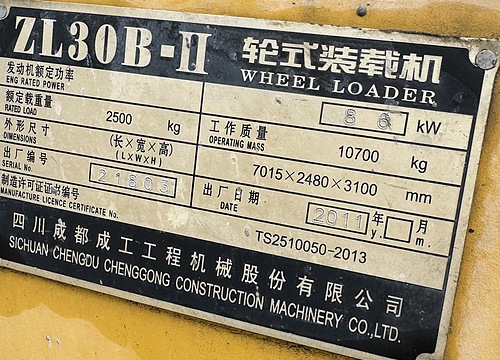 ZL30B-II 轮式装载机
WHEEL LOADER
发动机额定功率 86 kW
ENG RATED POWER
额定载重量 2500 kg 工作质量 10700 kg
RATED LOAD OPERATING MASS
外形尺寸 (长×宽×高) 7015×2480×3100 mm
DIMENSIONS (L×W×H)
出厂编号 21803 出厂日期 2011 年 月
SERIAL No. DATE y. m.
制造许可证证书编号 TS2510050-2013
MANUFACTURE LICENCE CERTIFICATE No.
四川成都成工工程机械股份有限公司
SICHUAN CHENGDU CHENGGONG CONSTRUCTION MACHINERY CO.,LTD.